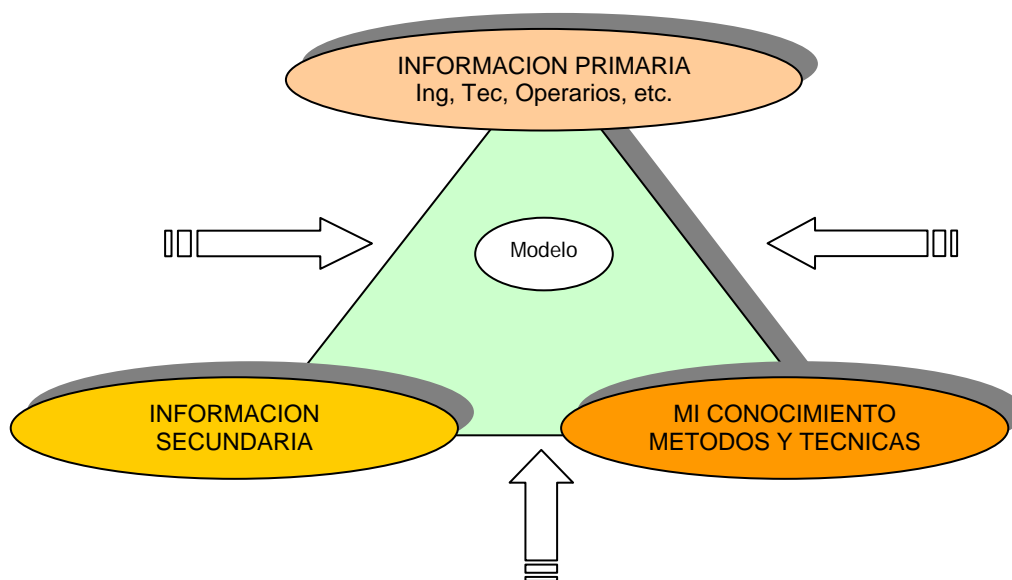 INFORMACION PRIMARIA
Ing, Tec, Operarios, etc.
Modelo
INFORMACION
SECUNDARIA
MI CONOCIMIENTO
METODOS Y TECNICAS